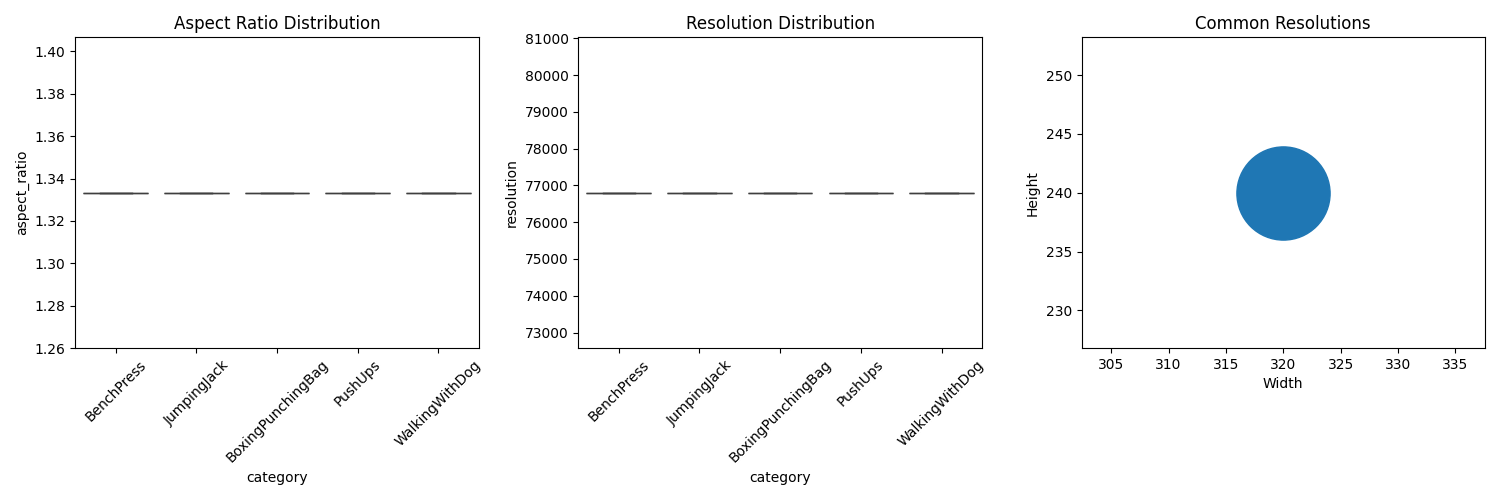 Aspect Ratio Distribution
1.40
1.38
1.36
1.34
1.32
1.30
1.28
1.26
aspect_ratio
BenchPress
JumpingJack
BoxingPunchingBag
PushUps
WalkingWithDog
category
Resolution Distribution
81000
80000
79000
78000
77000
76000
75000
74000
73000
resolution
BenchPress
JumpingJack
BoxingPunchingBag
PushUps
WalkingWithDog
category
Common Resolutions
250
245
240
235
230
Height
305
310
315
320
325
330
335
Width